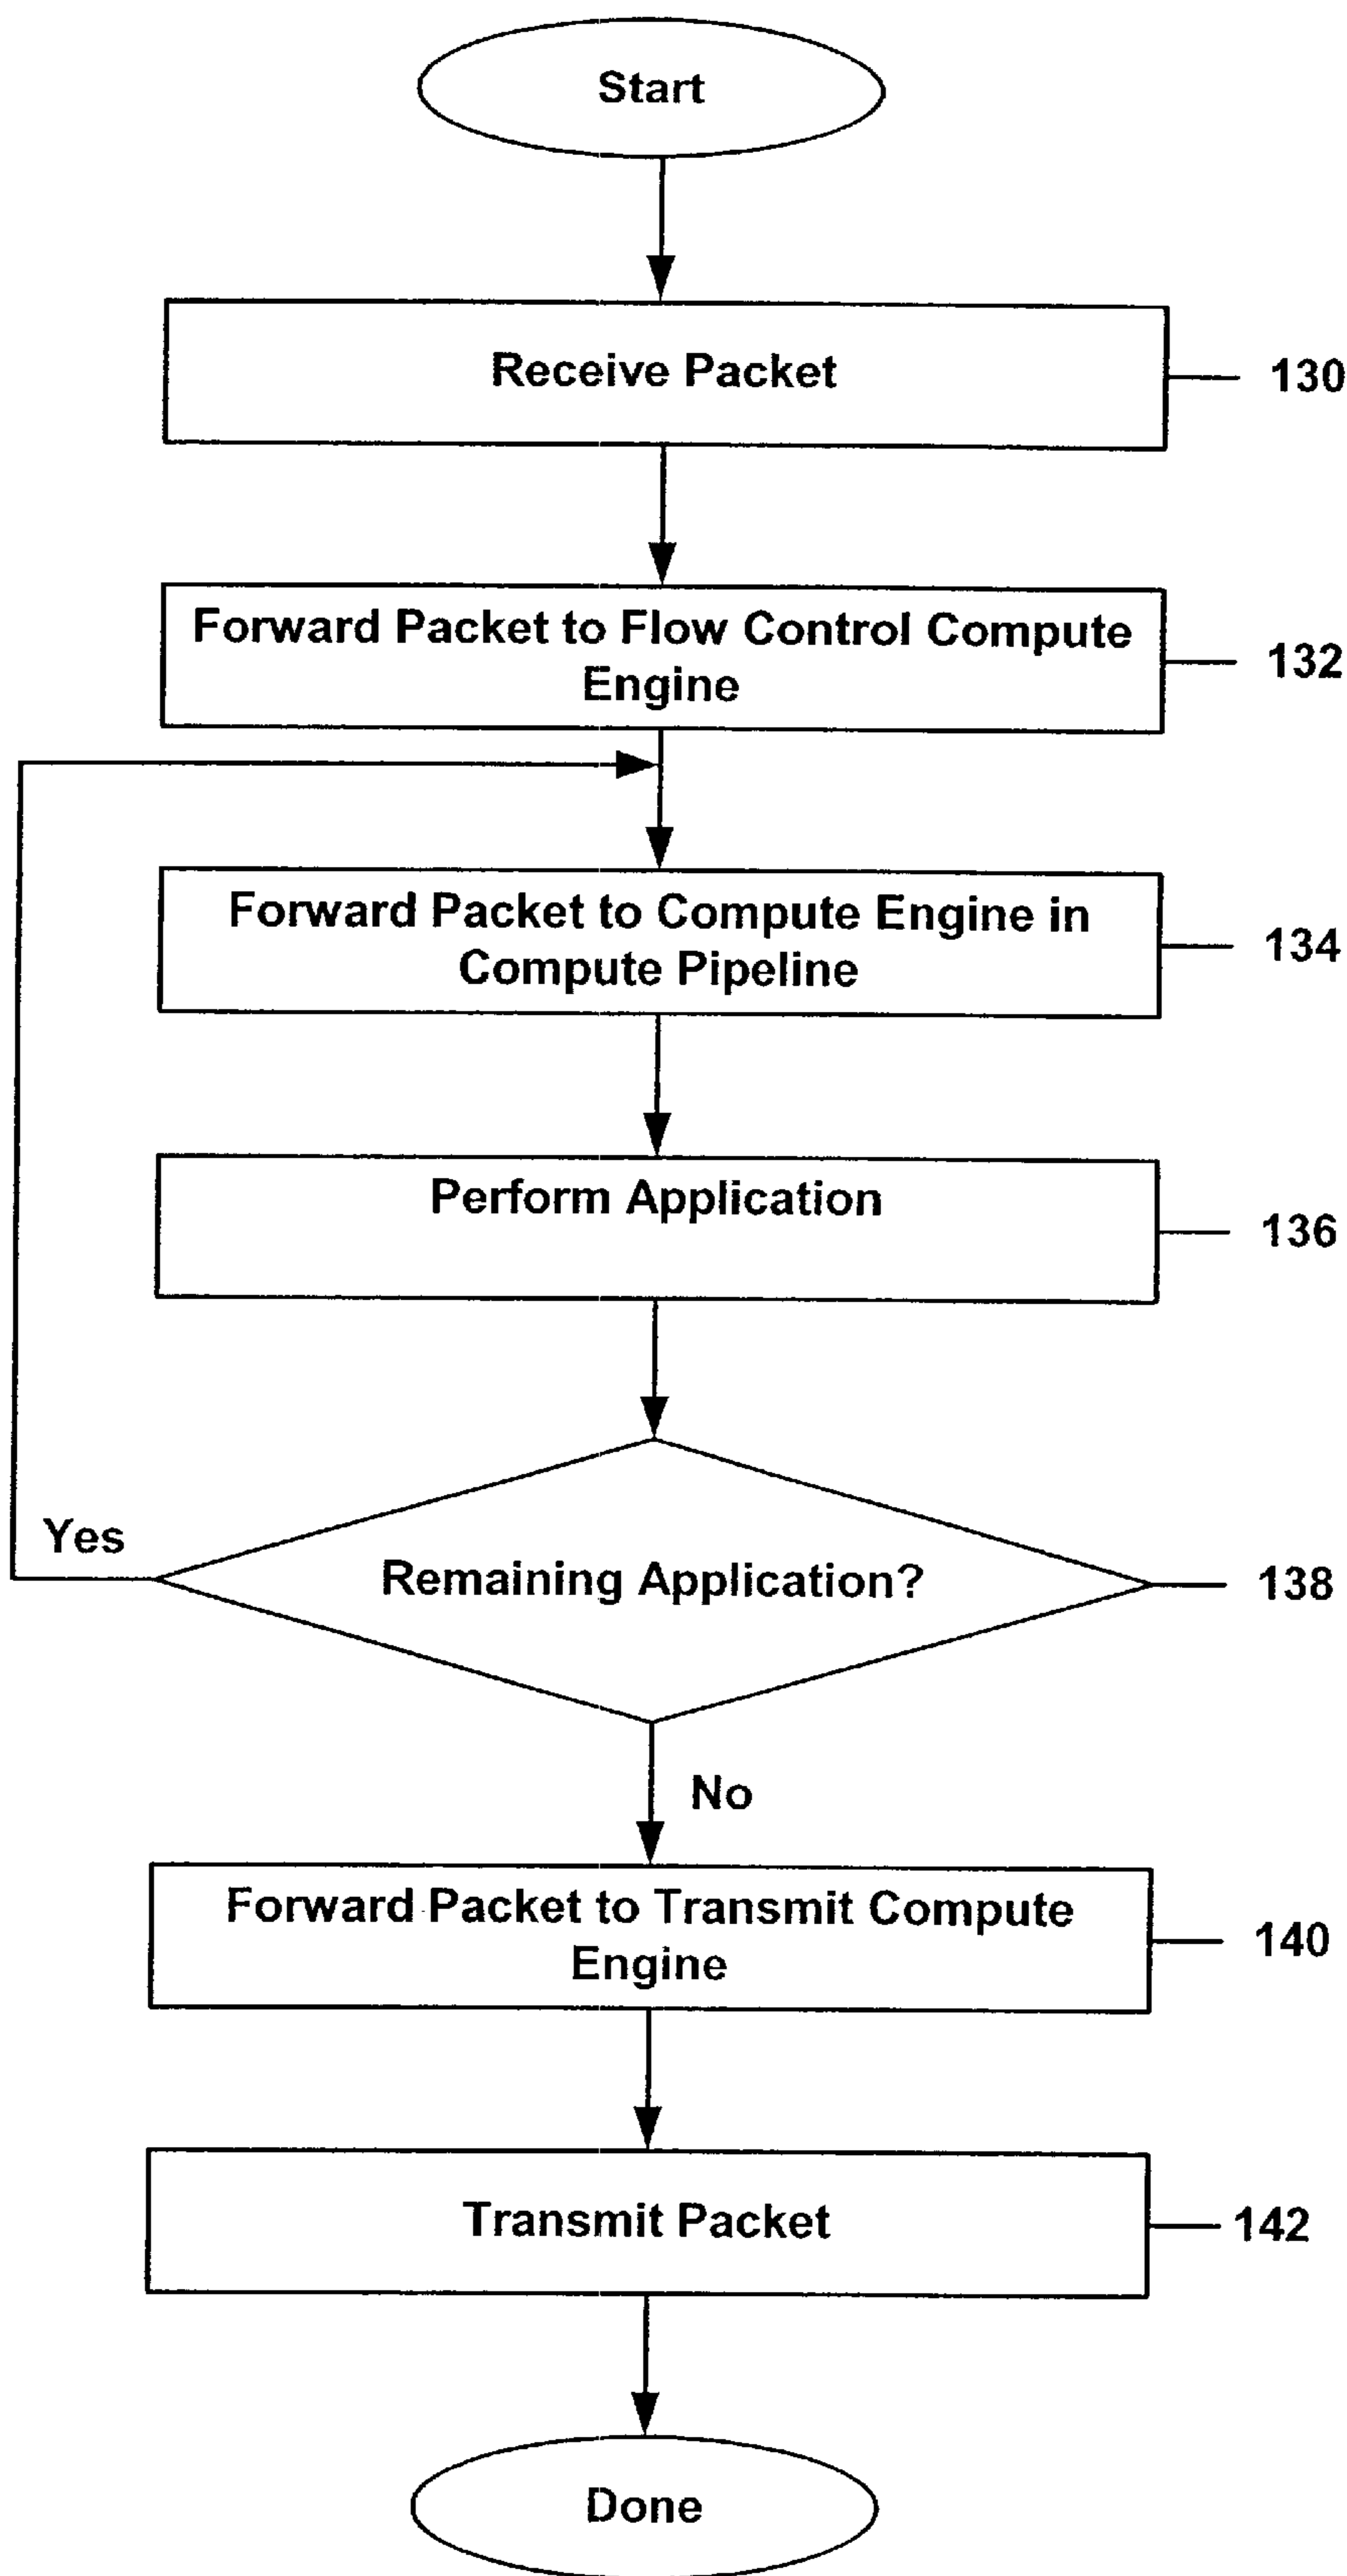 Start
Receive Packet
130
Forward Packet to Flow Control Compute
Engine
132
Forward Packet to Compute Engine in
Compute Pipeline
134
Perform Application
136
Yes
Remaining Application?
138
No
Forward Packet to Transmit Compute
Engine
140
Transmit Packet
142
Done